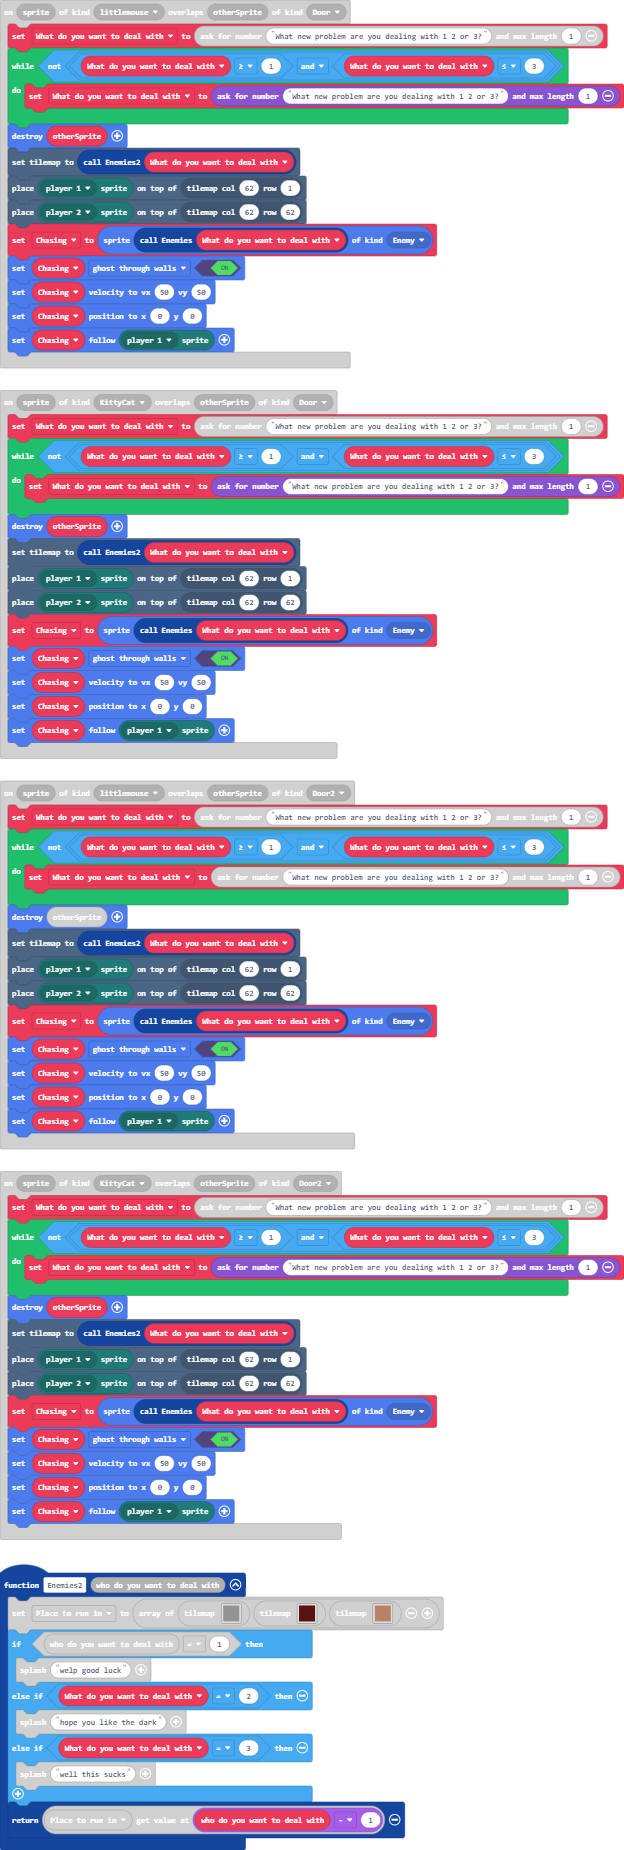 on sprite of kind littlemouse overlaps otherSprite of kind Door
set What do you want to deal with to ask for number "What new problem are you dealing with 1 2 or 3?" and max length 1
while not What do you want to deal with ≥ 1 and What do you want to deal with ≤ 3
do set What do you want to deal with to ask for number "What new problem are you dealing with 1 2 or 3?" and max length 1
destroy otherSprite
set tilemap to call Enemies2 What do you want to deal with
place player 1 sprite on top of tilemap col 62 row 1
place player 2 sprite on top of tilemap col 62 row 62
set Chasing to sprite call Enemies What do you want to deal with of kind Enemy
set Chasing ghost through walls ON
set Chasing velocity to vx 50 vy 50
set Chasing position to x 0 y 0
set Chasing follow player 1 sprite
on sprite of kind KittyCat overlaps otherSprite of kind Door
set What do you want to deal with to ask for number "What new problem are you dealing with 1 2 or 3?" and max length 1
while not What do you want to deal with ≥ 1 and What do you want to deal with ≤ 3
do set What do you want to deal with to ask for number "What new problem are you dealing with 1 2 or 3?" and max length 1
destroy otherSprite
set tilemap to call Enemies2 What do you want to deal with
place player 1 sprite on top of tilemap col 62 row 1
place player 2 sprite on top of tilemap col 62 row 62
set Chasing to sprite call Enemies What do you want to deal with of kind Enemy
set Chasing ghost through walls ON
set Chasing velocity to vx 50 vy 50
set Chasing position to x 0 y 0
set Chasing follow player 1 sprite
on sprite of kind littlemouse overlaps otherSprite of kind Door2
set What do you want to deal with to ask for number "What new problem are you dealing with 1 2 or 3?" and max length 1
while not What do you want to deal with ≥ 1 and What do you want to deal with ≤ 3
do set What do you want to deal with to ask for number "What new problem are you dealing with 1 2 or 3?" and max length 1
destroy otherSprite
set tilemap to call Enemies2 What do you want to deal with
place player 1 sprite on top of tilemap col 62 row 1
place player 2 sprite on top of tilemap col 62 row 62
set Chasing to sprite call Enemies What do you want to deal with of kind Enemy
set Chasing ghost through walls ON
set Chasing velocity to vx 50 vy 50
set Chasing position to x 0 y 0
set Chasing follow player 1 sprite
on sprite of kind KittyCat overlaps otherSprite of kind Door2
set What do you want to deal with to ask for number "What new problem are you dealing with 1 2 or 3?" and max length 1
while not What do you want to deal with ≥ 1 and What do you want to deal with ≤ 3
do set What do you want to deal with to ask for number "What new problem are you dealing with 1 2 or 3?" and max length 1
destroy otherSprite
set tilemap to call Enemies2 What do you want to deal with
place player 1 sprite on top of tilemap col 62 row 1
place player 2 sprite on top of tilemap col 62 row 62
set Chasing to sprite call Enemies What do you want to deal with of kind Enemy
set Chasing ghost through walls ON
set Chasing velocity to vx 50 vy 50
set Chasing position to x 0 y 0
set Chasing follow player 1 sprite
function Enemies2 who do you want to deal with
set Place to run in to array of tilemap tilemap tilemap
if who do you want to deal with = 1 then
splash "welp good luck"
else if What do you want to deal with = 2 then
splash "hope you like the dark"
else if What do you want to deal with = 3 then
splash "well this sucks"
return Place to run in get value at who do you want to deal with - 1